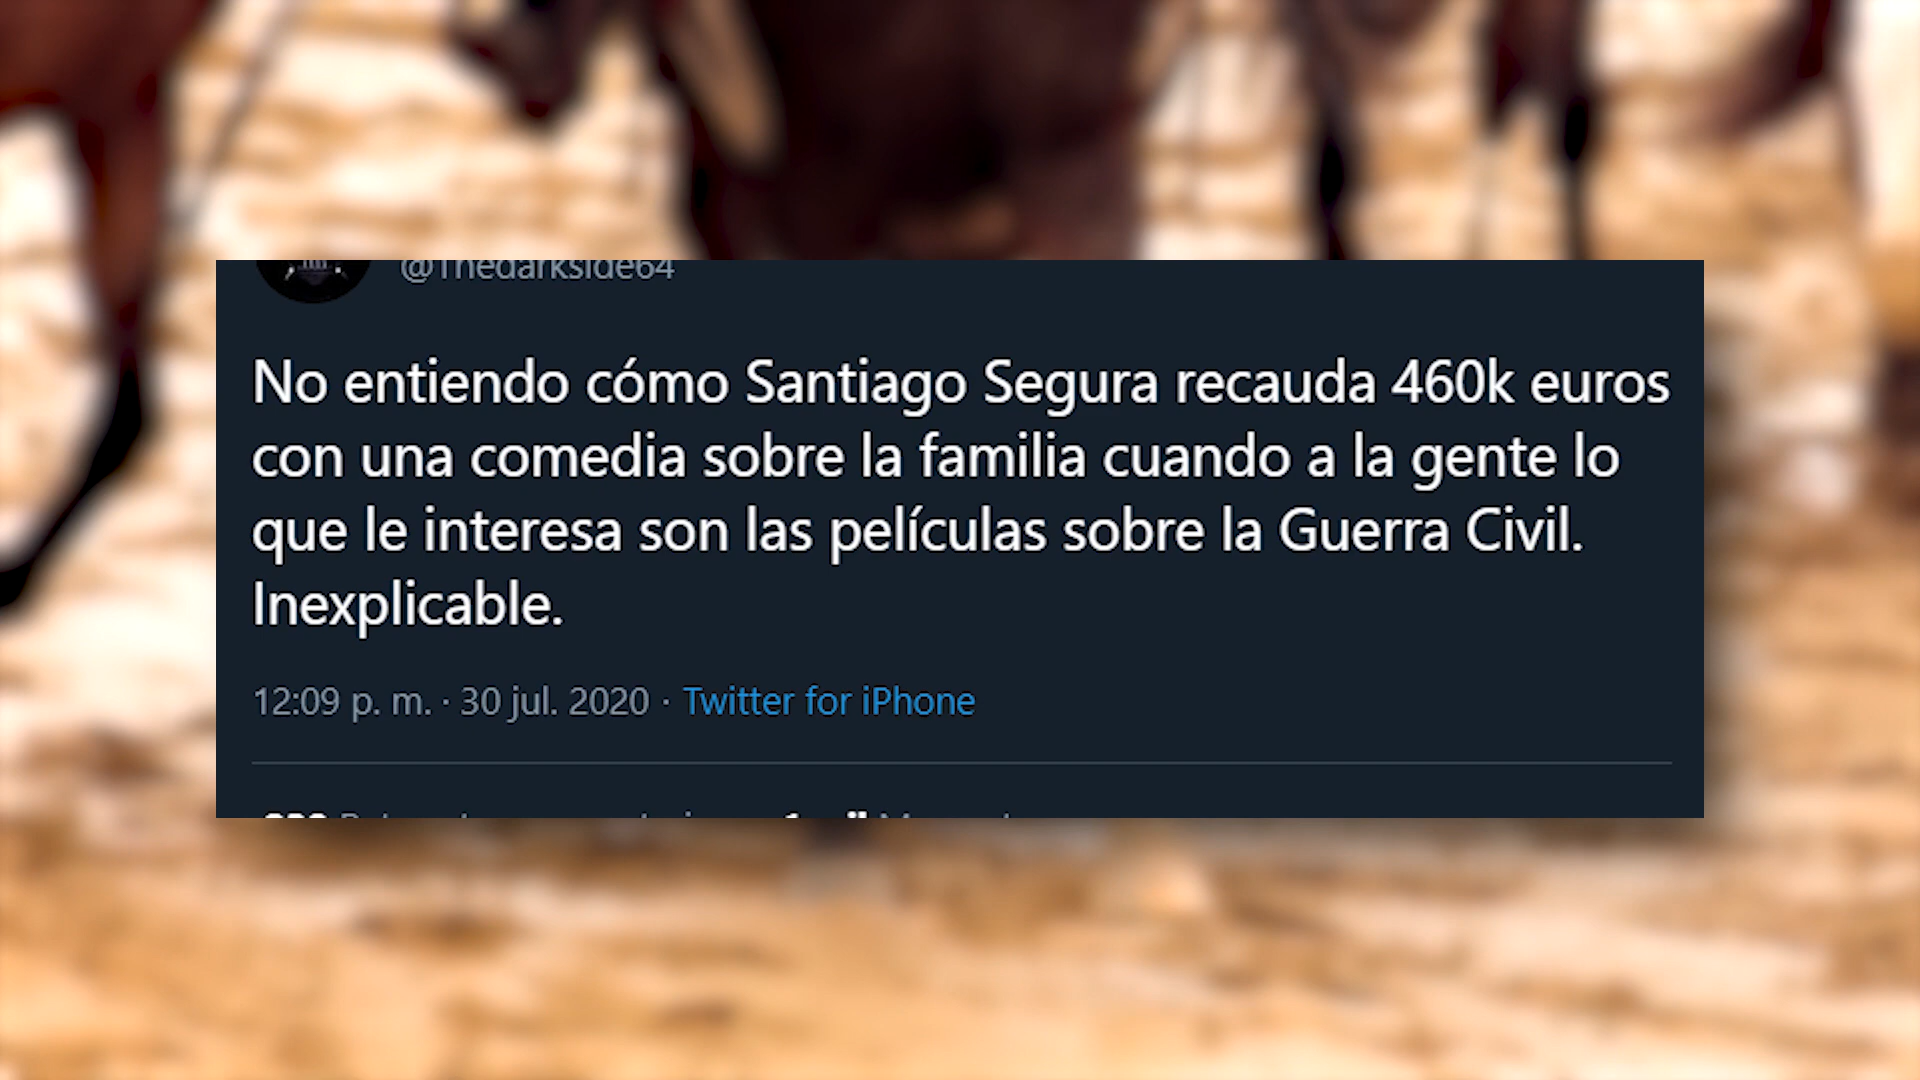 @Thedarkside64
No entiendo cómo Santiago Segura recauda 460k euros
con una comedia sobre la familia cuando a la gente lo
que le interesa son las películas sobre la Guerra Civil.
Inexplicable.
12:09 p. m. · 30 jul. 2020 · Twitter for iPhone